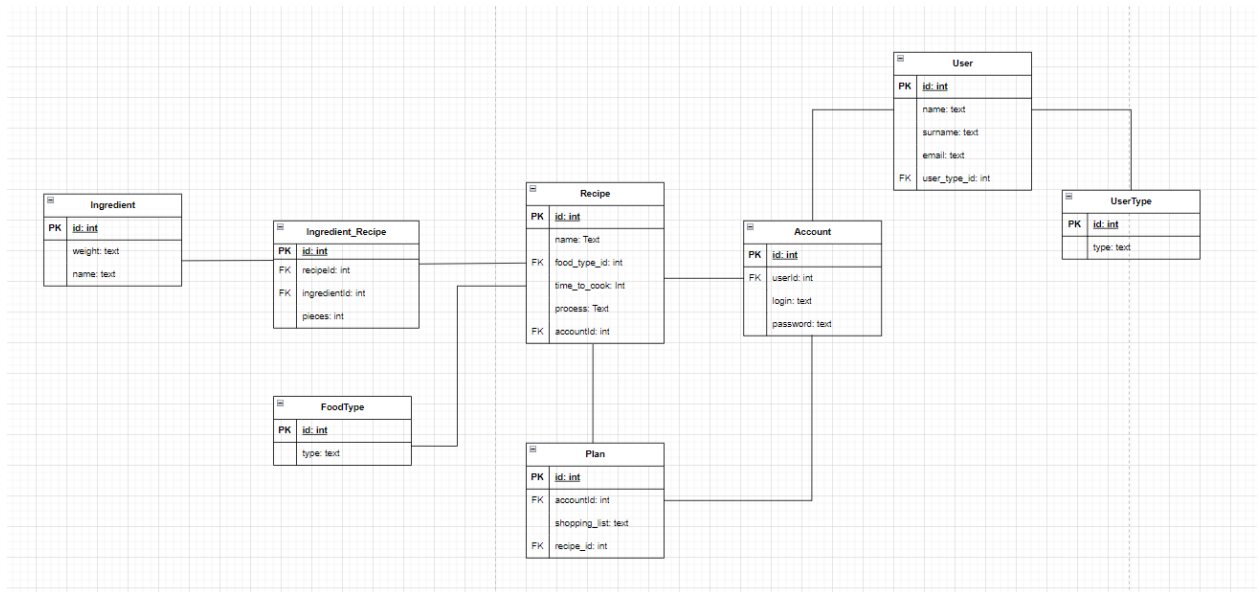 User
PK id: int
name: text
surname: text
email: text
FK user_type_id: int
Ingredient
PK id: int
weight: text
name: text
Ingredient_Recipe
PK id: int
FK recipeId: int
FK ingredientId: int
pieces: int
Recipe
PK id: int
name: Text
FK food_type_id: int
time_to_cook: Int
process: Text
FK accountId: int
Account
PK id: int
FK userId: int
login: text
password: text
UserType
PK id: int
type: text
FoodType
PK id: int
type: text
Plan
PK id: int
FK accountId: int
shopping_list: text
FK recipe_id: int